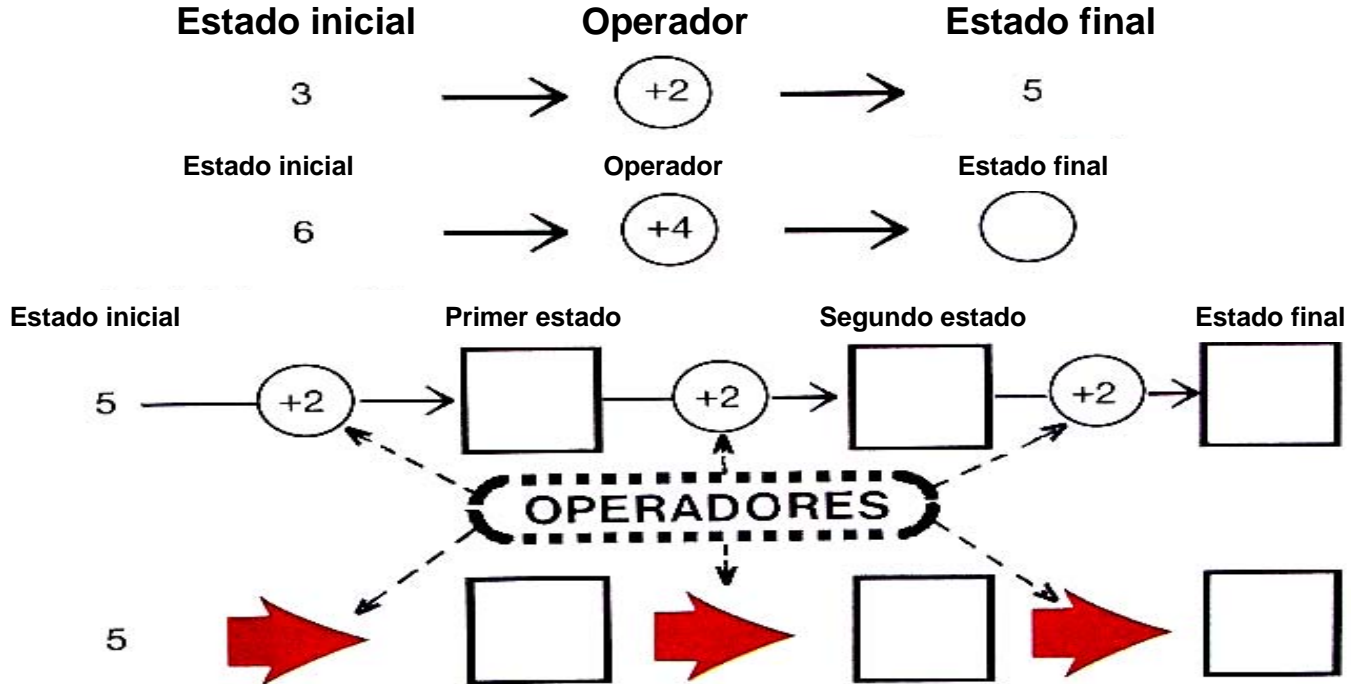 Estado inicial Operador Estado final
3 +2 5
Estado inicial Operador Estado final
6 +4
Estado inicial Primer estado Segundo estado Estado final
5 +2 +2 +2
OPERADORES
5